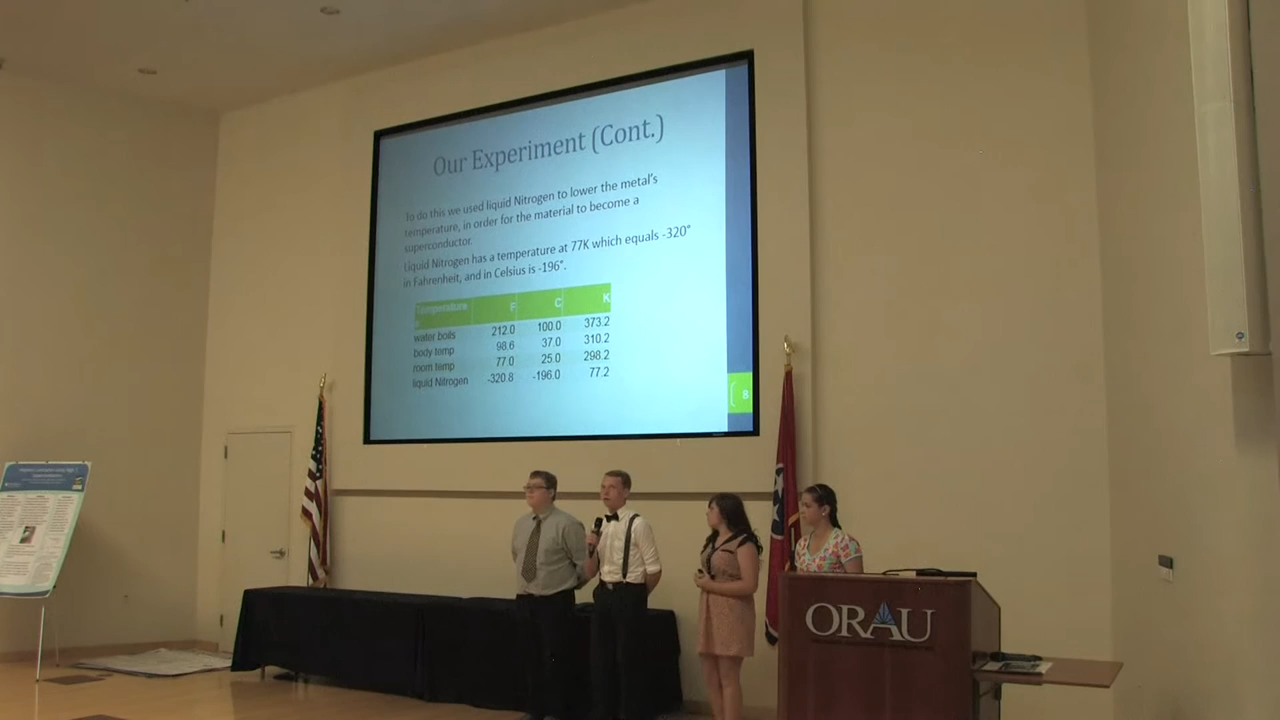 Our Experiment (Cont.)
To do this we used liquid Nitrogen to lower the metal's
temperature, in order for the material to become a
superconductor.
Liquid Nitrogen has a temperature at 77K which equals -320°
in Fahrenheit, and in Celsius is -196°.
Temperature F C K
water boils 212.0 100.0 373.2
body temp 98.6 37.0 310.2
room temp 77.0 25.0 298.2
liquid Nitrogen -320.8 -196.0 77.2
8
ORAU